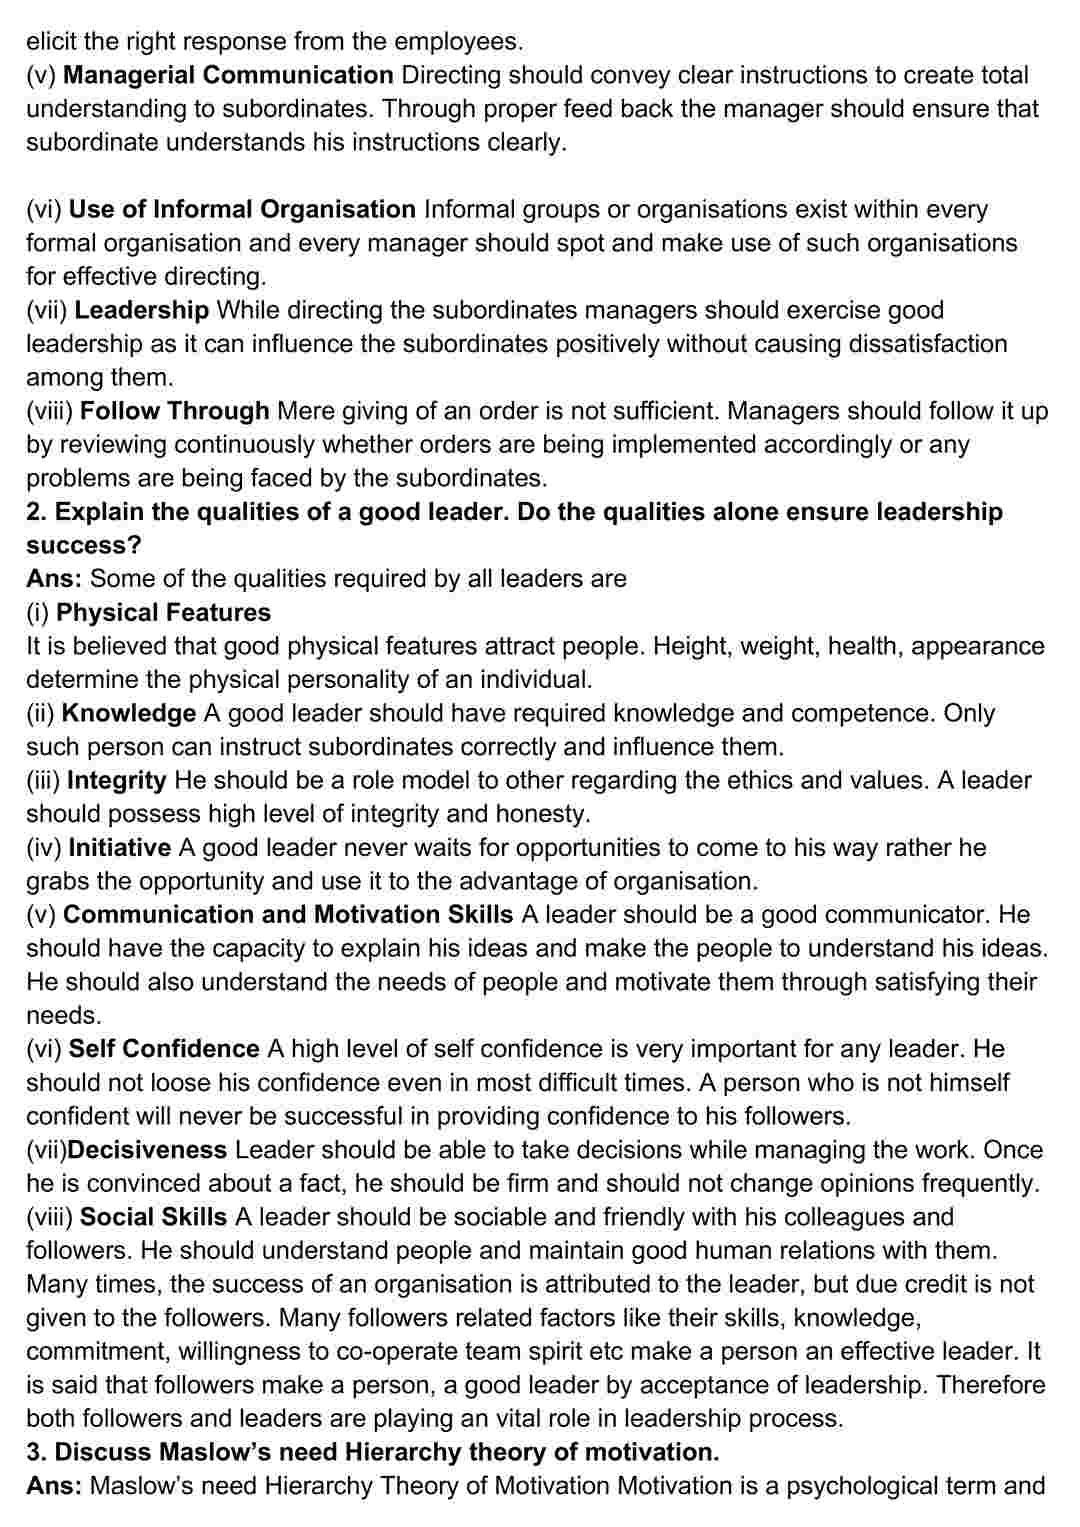 elicit the right response from the employees.
(v) Managerial Communication Directing should convey clear instructions to create total
understanding to subordinates. Through proper feed back the manager should ensure that
subordinate understands his instructions clearly.
(vi) Use of Informal Organisation Informal groups or organisations exist within every
formal organisation and every manager should spot and make use of such organisations
for effective directing.
(vii) Leadership While directing the subordinates managers should exercise good
leadership as it can influence the subordinates positively without causing dissatisfaction
among them.
(viii) Follow Through Mere giving of an order is not sufficient. Managers should follow it up
by reviewing continuously whether orders are being implemented accordingly or any
problems are being faced by the subordinates.
2. Explain the qualities of a good leader. Do the qualities alone ensure leadership
success?
Ans: Some of the qualities required by all leaders are
(i) Physical Features
It is believed that good physical features attract people. Height, weight, health, appearance
determine the physical personality of an individual.
(ii) Knowledge A good leader should have required knowledge and competence. Only
such person can instruct subordinates correctly and influence them.
(iii) Integrity He should be a role model to other regarding the ethics and values. A leader
should possess high level of integrity and honesty.
(iv) Initiative A good leader never waits for opportunities to come to his way rather he
grabs the opportunity and use it to the advantage of organisation.
(v) Communication and Motivation Skills A leader should be a good communicator. He
should have the capacity to explain his ideas and make the people to understand his ideas.
He should also understand the needs of people and motivate them through satisfying their
needs.
(vi) Self Confidence A high level of self confidence is very important for any leader. He
should not loose his confidence even in most difficult times. A person who is not himself
confident will never be successful in providing confidence to his followers.
(vii)Decisiveness Leader should be able to take decisions while managing the work. Once
he is convinced about a fact, he should be firm and should not change opinions frequently.
(viii) Social Skills A leader should be sociable and friendly with his colleagues and
followers. He should understand people and maintain good human relations with them.
Many times, the success of an organisation is attributed to the leader, but due credit is not
given to the followers. Many followers related factors like their skills, knowledge,
commitment, willingness to co-operate team spirit etc make a person an effective leader. It
is said that followers make a person, a good leader by acceptance of leadership. Therefore
both followers and leaders are playing an vital role in leadership process.
3. Discuss Maslow's need Hierarchy theory of motivation.
Ans: Maslow's need Hierarchy Theory of Motivation Motivation is a psychological term and